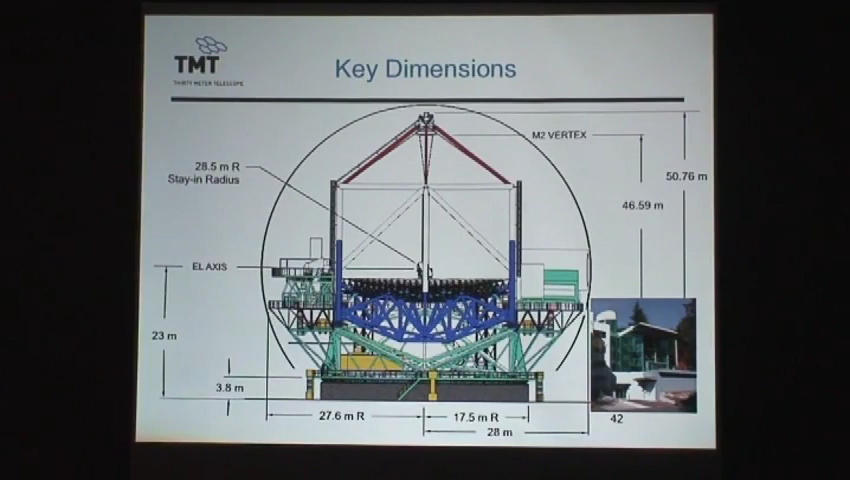 TMT
THIRTY METER TELESCOPE
Key Dimensions
M2 VERTEX
28.5 m R
Stay-in Radius
50.76 m
46.59 m
EL AXIS
23 m
3.8 m
27.6 m R
17.5 m R
28 m
42